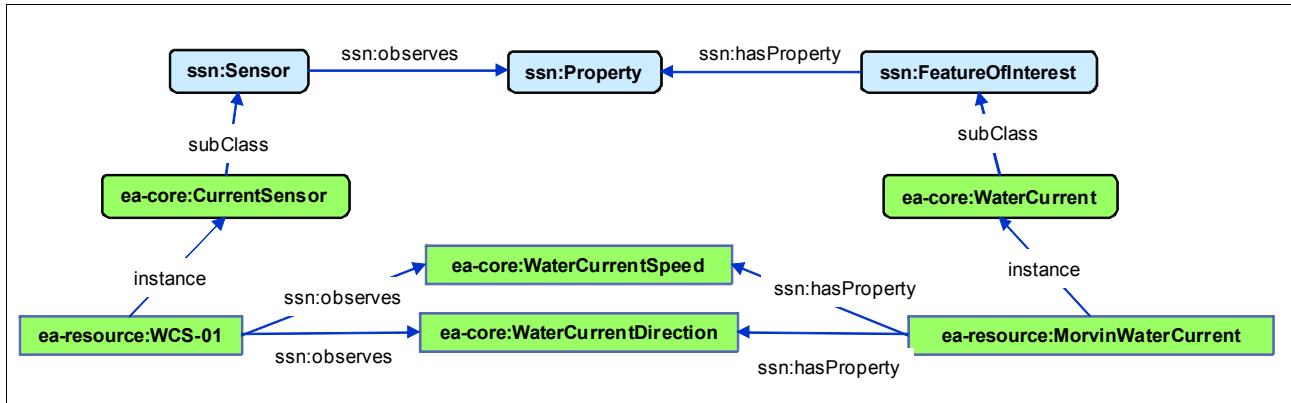 ssn:observes
ssn:hasProperty
ssn:Sensor
ssn:Property
ssn:FeatureOfInterest
subClass
subClass
ea-core:CurrentSensor
ea-core:WaterCurrent
ea-core:WaterCurrentSpeed
instance
instance
ssn:observes
ssn:hasProperty
ea-resource:WCS-01
ea-core:WaterCurrentDirection
ea-resource:MorvinWaterCurrent
ssn:observes
ssn:hasProperty